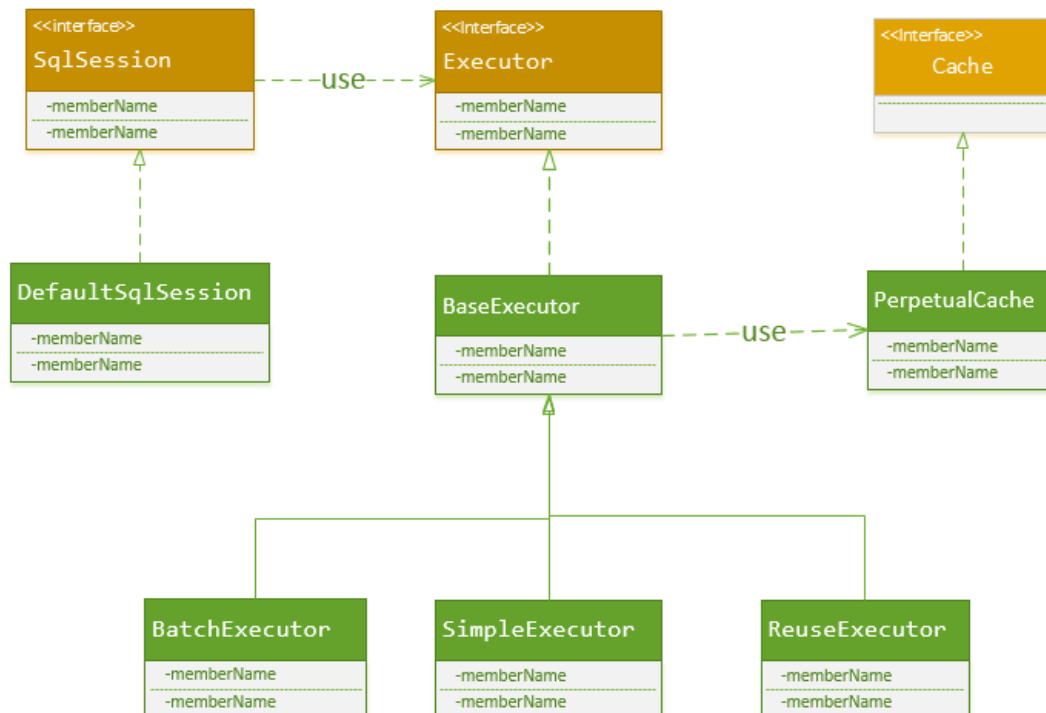 <<interface>>
SqlSession
-memberName
-memberName
use
<<Interface>>
Executor
-memberName
-memberName
<<Interface>>
Cache
DefaultSqlSession
-memberName
-memberName
BaseExecutor
-memberName
-memberName
use
PerpetualCache
-memberName
-memberName
BatchExecutor
-memberName
-memberName
SimpleExecutor
-memberName
-memberName
ReuseExecutor
-memberName
-memberName